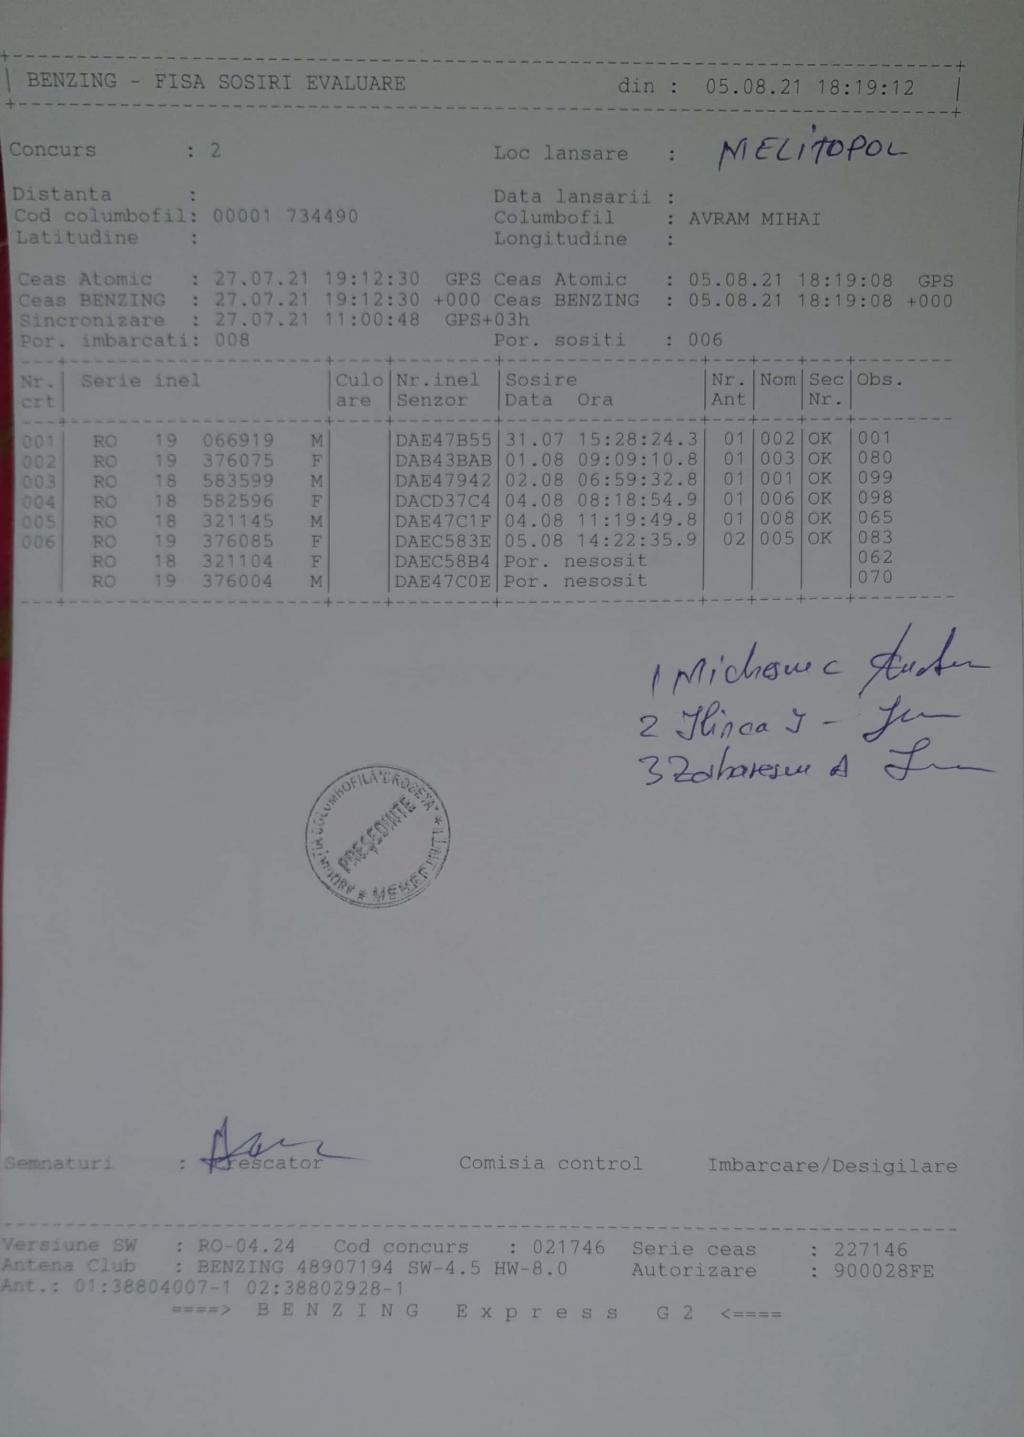 BENZING - FISA SOSIRI EVALUARE din : 05.08.21 18:19:12
Concurs : 2 Loc lansare : MELITOPOL
Distanta : Data lansarii :
Cod columbofil: 00001 734490 Columbofil : AVRAM MIHAI
Latitudine : Longitudine :
Ceas Atomic : 27.07.21 19:12:30 GPS Ceas Atomic : 05.08.21 18:19:08 GPS
Ceas BENZING : 27.07.21 19:12:30 +000 Ceas BENZING : 05.08.21 18:19:08 +000
Sincronizare : 27.07.21 11:00:48 GPS+03h
Por. imbarcati: 008 Por. sositi : 006
Nr. Serie inel Culo Nr.inel Sosire Nr. Nom Sec Obs.
crt are Senzor Data Ora Ant Nr.
001 RO 19 066919 M DAE47B55 31.07 15:28:24.3 01 002 OK 001
002 RO 19 376075 F DAB43BAB 01.08 09:09:10.8 01 003 OK 080
003 RO 18 583599 M DAE47942 02.08 06:59:32.8 01 001 OK 099
004 RO 18 582596 F DACD37C4 04.08 08:18:54.9 01 006 OK 098
005 RO 18 321145 M DAE47C1F 04.08 11:19:49.8 01 008 OK 065
006 RO 19 376085 F DAEC583E 05.08 14:22:35.9 02 005 OK 083
RO 18 321104 F DAEC58B4 Por. nesosit 062
RO 19 376004 M DAE47C0E Por. nesosit 070
1
2 Ilinca I -
3 Zaharescu A
PREȘEDINTE
Semnaturi : Crescator Comisia control Imbarcare/Desigilare
Versiune SW : RO-04.24 Cod concurs : 021746 Serie ceas : 227146
Antena Club : BENZING 48907194 SW-4.5 HW-8.0 Autorizare : 900028FE
Ant.: 01:38804007-1 02:38802928-1
====> B E N Z I N G E x p r e s s G 2 <====